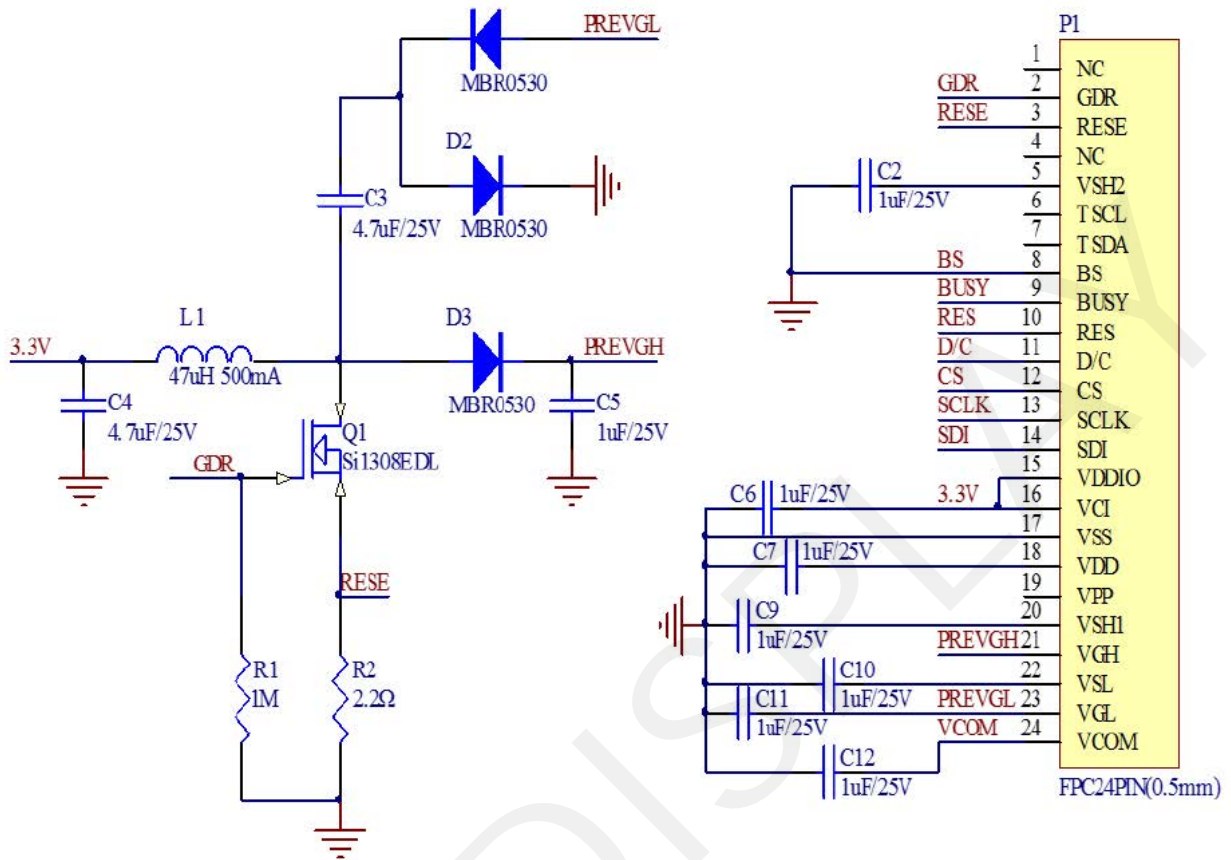 PREVGL
MBR0530
D2
MBR0530
C3
4.7uF/25V
3.3V
L1
47uH 500mA
D3
MBR0530
PREVGH
C4
4.7uF/25V
C5
1uF/25V
Q1
Si1308EDL
GDR
RESE
R1
1M
R2
2.2Ω
P1
1 NC
GDR 2 GDR
RESE 3 RESE
4 NC
C2
1uF/25V
5 VSH2
6 TSCL
7 TSDA
BS 8 BS
BUSY 9 BUSY
RES 10 RES
D/C 11 D/C
CS 12 CS
SCLK 13 SCLK
SDI 14 SDI
15 VDDIO
C6 1uF/25V 3.3V 16 VCI
17 VSS
C7 1uF/25V 18 VDD
19 VPP
C9
1uF/25V
20 VSH1
PREVGH 21 VGH
C10
1uF/25V
22 VSL
C11
1uF/25V
PREVGL 23 VGL
VCOM 24 VCOM
C12
1uF/25V
FPC24PIN(0.5mm)
DISPLAY